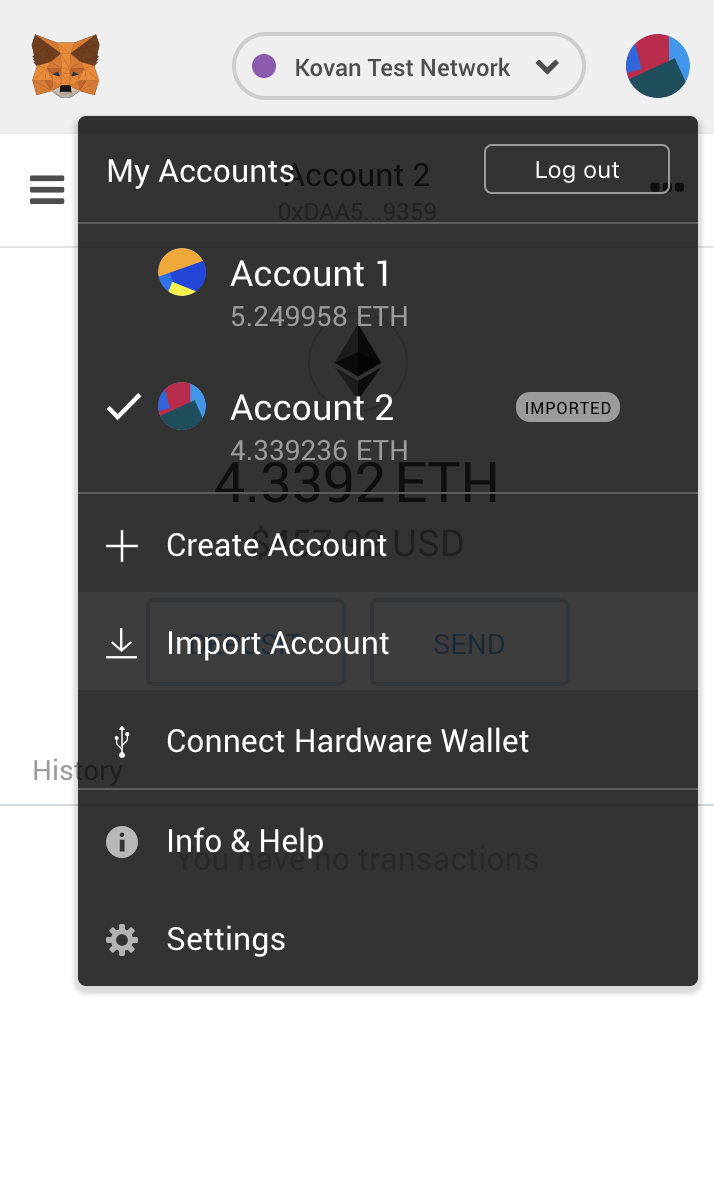 Kovan Test Network
My Accounts
Log out
Account 2
0xDAA5...9359
Account 1
5.249958 ETH
Account 2
IMPORTED
4.339236 ETH
4.3392 ETH
Create Account
USD
Import Account
SEND
Connect Hardware Wallet
History
Info & Help
You have no transactions
Settings